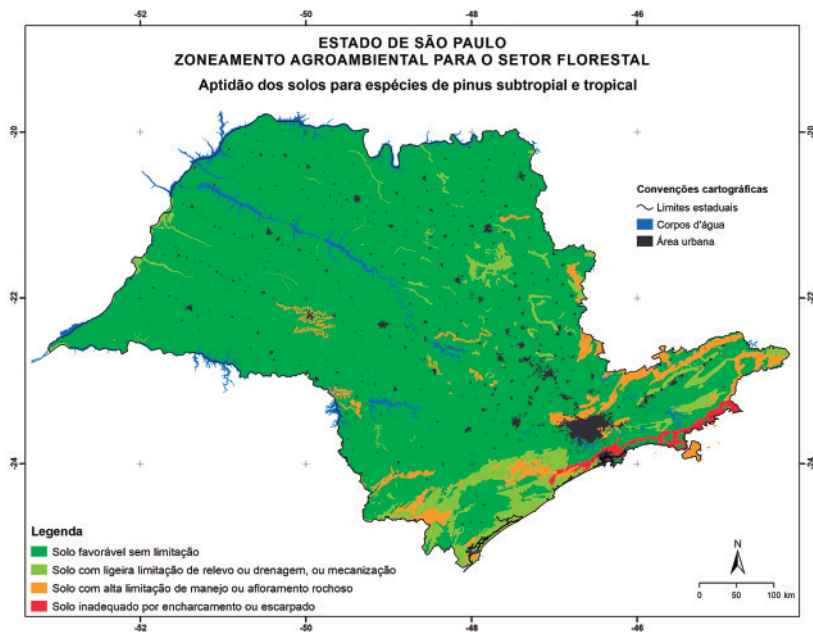 -52
-50
-48
-46
ESTADO DE SÃO PAULO
ZONEAMENTO AGROAMBIENTAL PARA O SETOR FLORESTAL
Aptidão dos solos para espécies de pinus subtropial e tropical
-20
-20
Convenções cartográficas
Limites estaduais
Corpos d'água
Área urbana
-22
-22
-24
-24
Legenda
Solo favorável sem limitação
Solo com ligeira limitação de relevo ou drenagem, ou mecanização
Solo com alta limitação de manejo ou afloramento rochoso
Solo inadequado por encharcamento ou escarpado
N
0 50 100 km
-52
-50
-48
-46